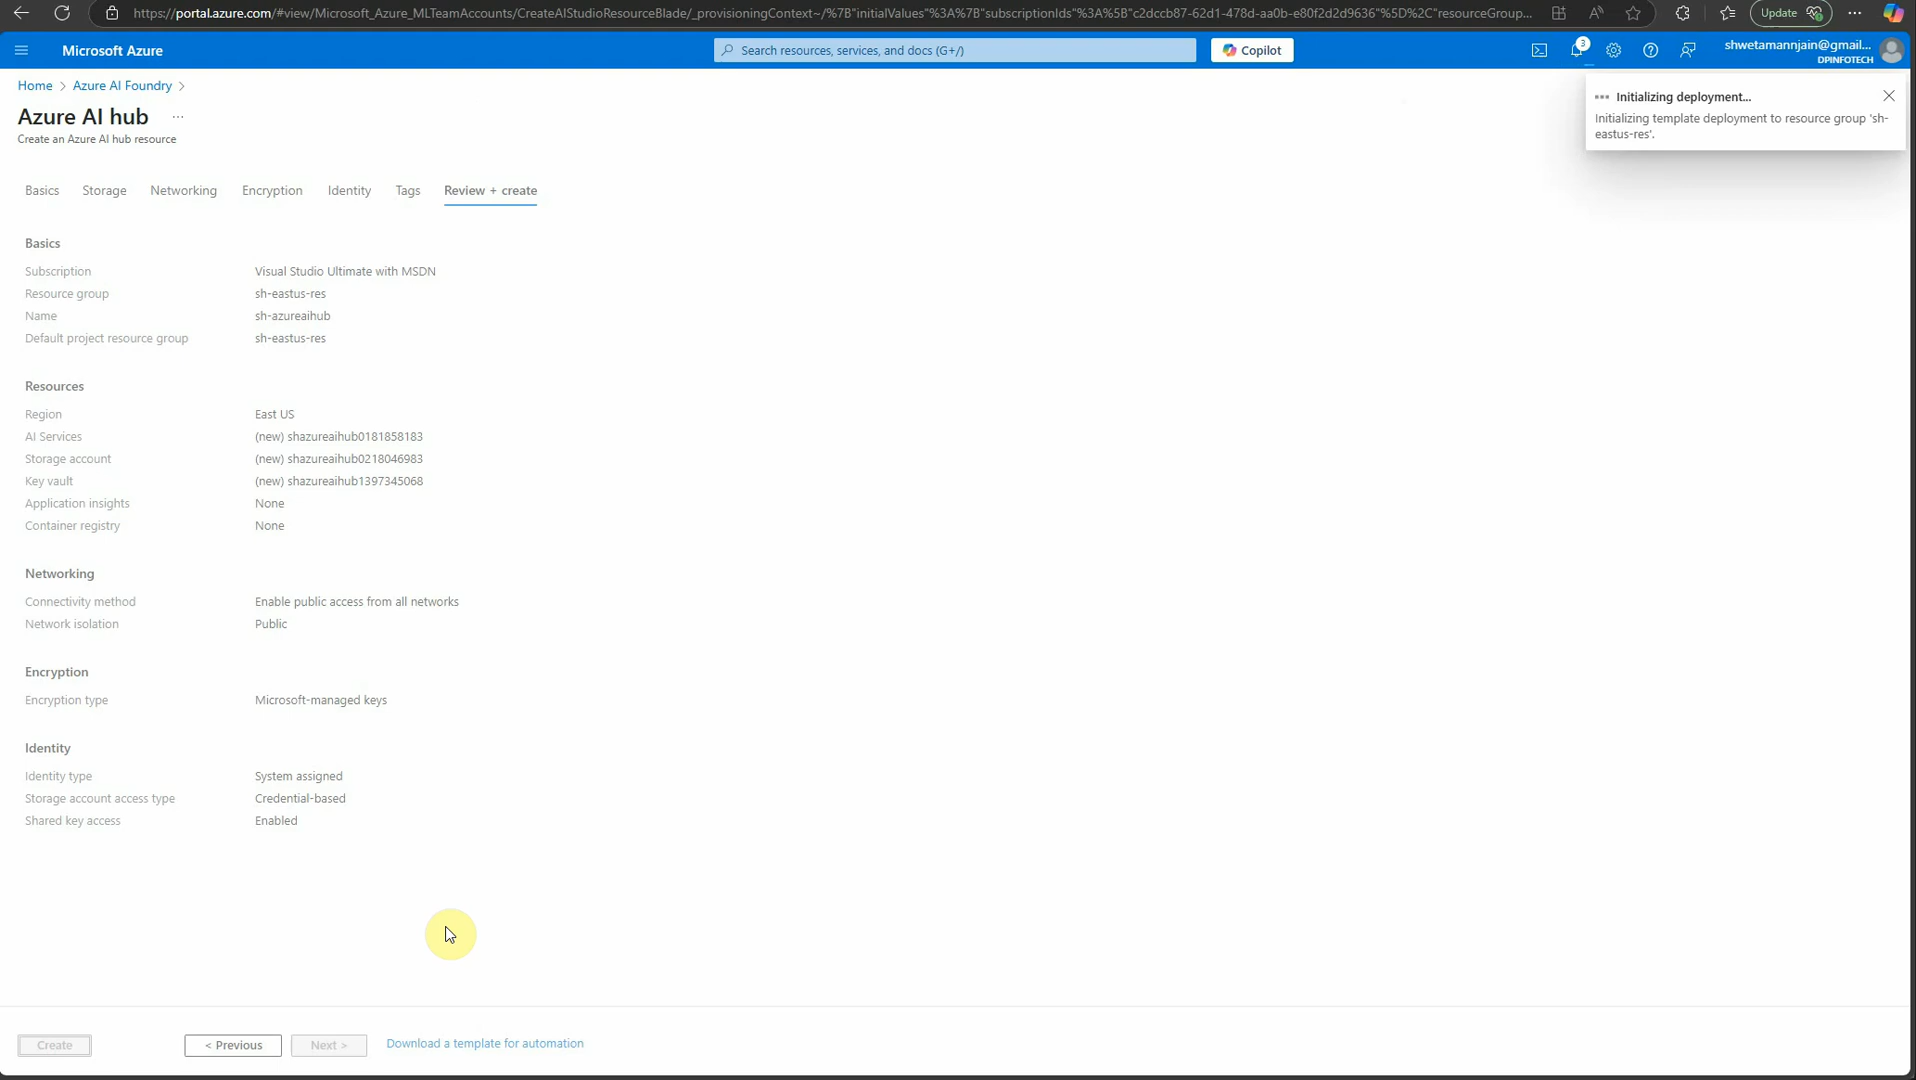 https://portal.azure.com/#view/Microsoft_Azure_MLTeamAccounts/CreateAIStudioResourceBlade/_provisioningContext~/%7B"initialValues"%3A%7B"subscriptionIds"%3A%5B"c2dccb87-62d1-478d-aa0b-e80f2d2d9636"%5D%2C"resourceGroup...
Update
Microsoft Azure
Search resources, services, and docs (G+/)
Copilot
3
shwetamannjain@gmail....
DPINFOTECH
Home > Azure AI Foundry >
Initializing deployment...
Initializing template deployment to resource group 'sh-
eastus-res'.
Azure AI hub ...
Create an Azure AI hub resource
Basics Storage Networking Encryption Identity Tags Review + create
Basics
Subscription Visual Studio Ultimate with MSDN
Resource group sh-eastus-res
Name sh-azureaihub
Default project resource group sh-eastus-res
Resources
Region East US
AI Services (new) shazureaihub0181858183
Storage account (new) shazureaihub0218046983
Key vault (new) shazureaihub1397345068
Application insights None
Container registry None
Networking
Connectivity method Enable public access from all networks
Network isolation Public
Encryption
Encryption type Microsoft-managed keys
Identity
Identity type System assigned
Storage account access type Credential-based
Shared key access Enabled
Create < Previous Next > Download a template for automation